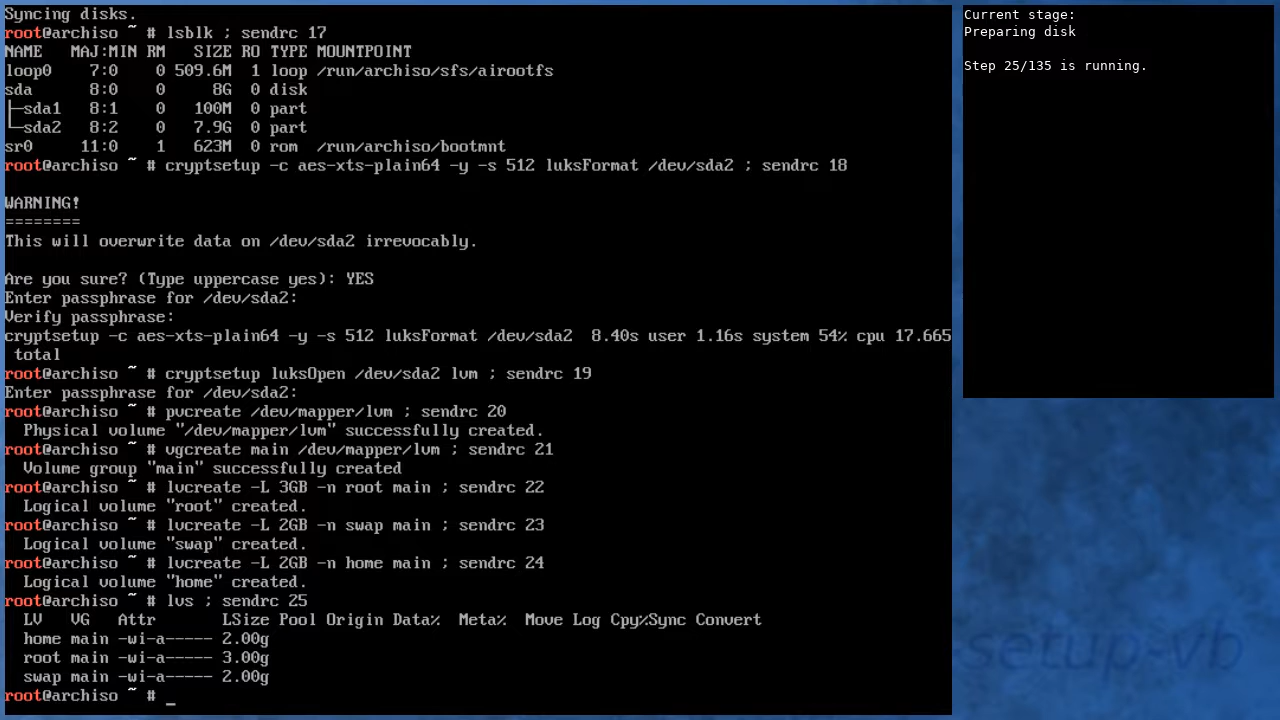 Syncing disks.
root@archiso ~ # lsblk ; sendrc 17
NAME   MAJ:MIN RM   SIZE RO TYPE MOUNTPOINT
loop0    7:0    0 509.6M  1 loop /run/archiso/sfs/airootfs
sda      8:0    0     8G  0 disk
├─sda1   8:1    0   100M  0 part
└─sda2   8:2    0   7.9G  0 part
sr0     11:0    1   623M  0 rom  /run/archiso/bootmnt
root@archiso ~ # cryptsetup -c aes-xts-plain64 -y -s 512 luksFormat /dev/sda2 ; sendrc 18
WARNING!
========
This will overwrite data on /dev/sda2 irrevocably.
Are you sure? (Type uppercase yes): YES
Enter passphrase for /dev/sda2:
Verify passphrase:
cryptsetup -c aes-xts-plain64 -y -s 512 luksFormat /dev/sda2  8.40s user 1.16s system 54% cpu 17.665
 total
root@archiso ~ # cryptsetup luksOpen /dev/sda2 lvm ; sendrc 19
Enter passphrase for /dev/sda2:
root@archiso ~ # pvcreate /dev/mapper/lvm ; sendrc 20
  Physical volume "/dev/mapper/lvm" successfully created.
root@archiso ~ # vgcreate main /dev/mapper/lvm ; sendrc 21
  Volume group "main" successfully created
root@archiso ~ # lvcreate -L 3GB -n root main ; sendrc 22
  Logical volume "root" created.
root@archiso ~ # lvcreate -L 2GB -n swap main ; sendrc 23
  Logical volume "swap" created.
root@archiso ~ # lvcreate -L 2GB -n home main ; sendrc 24
  Logical volume "home" created.
root@archiso ~ # lvs ; sendrc 25
  LV   VG   Attr       LSize Pool Origin Data%  Meta%  Move Log Cpy%Sync Convert
  home main -wi-a----- 2.00g
  root main -wi-a----- 3.00g
  swap main -wi-a----- 2.00g
root@archiso ~ # _
Current stage:
Preparing disk
Step 25/135 is running.
setup-vb